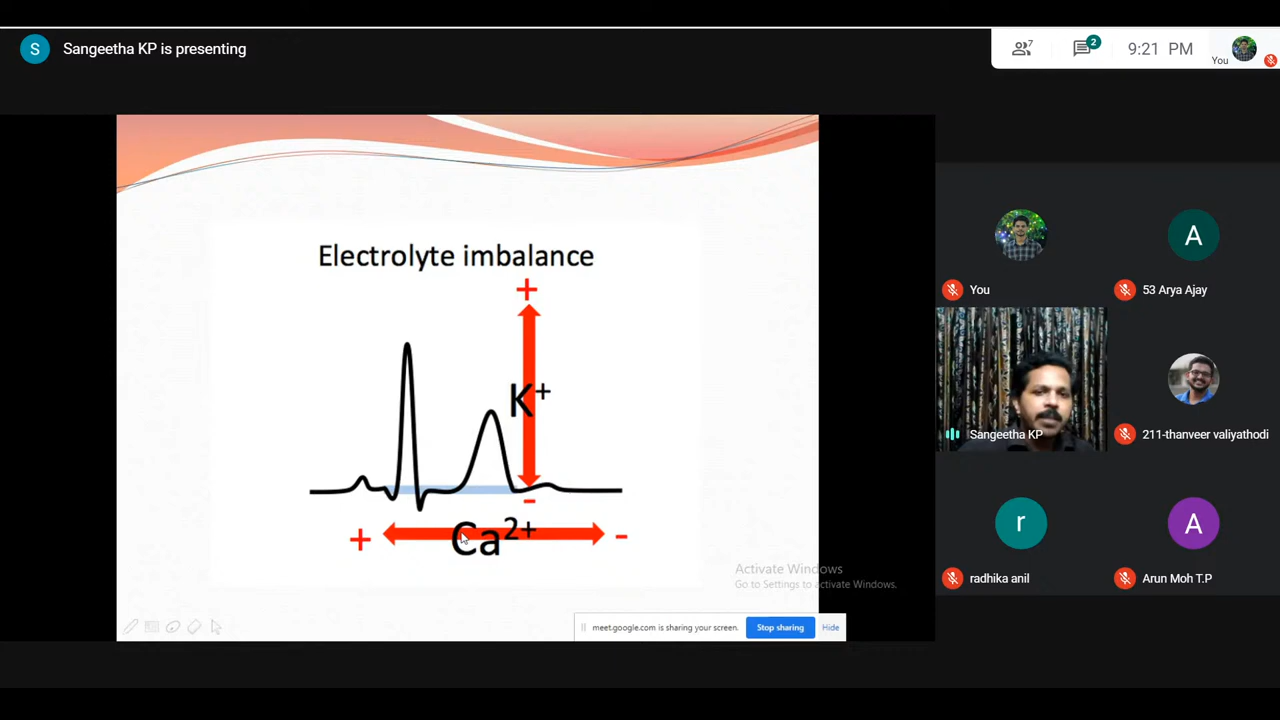 S
Sangeetha KP is presenting
7
2
9:21 PM
You
Electrolyte imbalance
+
K+
-
+
Ca2+
-
Activate Windows
Go to Settings to activate Windows.
meet.google.com is sharing your screen.
Stop sharing
Hide
You
A
53 Arya Ajay
Sangeetha KP
211-thanveer valiyathodi
r
radhika anil
A
Arun Moh T.P